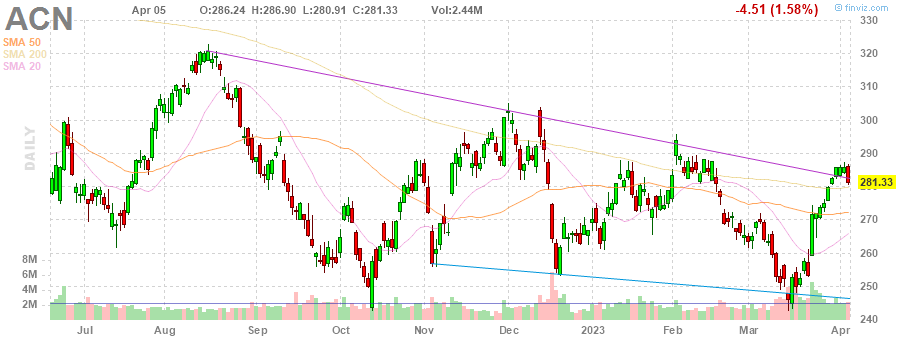 ACN
Apr 05 O:286.24 H:286.90 L:280.91 C:281.33 Vol:2.44M -4.51 (1.58%)
© finviz.com
SMA 50
SMA 200
SMA 20
DAILY
330
320
310
300
290
281.33
270
260
250
240
8M
6M
4M
2M
Jul Aug Sep Oct Nov Dec 2023 Feb Mar Apr